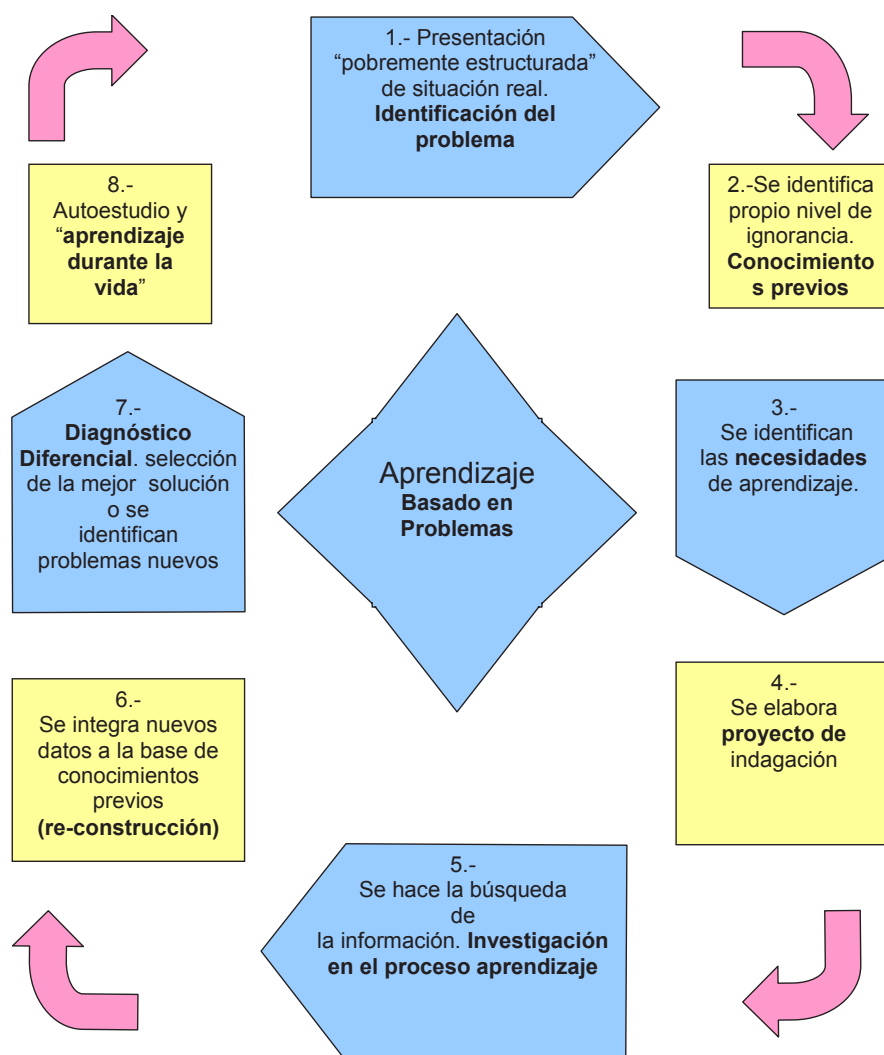 1.- Presentación
“pobremente estructurada”
de situación real.
Identificación del
problema
2.-Se identifica
propio nivel de
ignorancia.
Conocimiento
s previos
3.-
Se identifican
las necesidades
de aprendizaje.
4.-
Se elabora
proyecto de
indagación
5.-
Se hace la búsqueda
de
la información. Investigación
en el proceso aprendizaje
6.-
Se integra nuevos
datos a la base de
conocimientos
previos
(re-construcción)
7.-
Diagnóstico
Diferencial. selección
de la mejor solución
o se
identifican
problemas nuevos
8.-
Autoestudio y
“aprendizaje
durante la
vida”
Aprendizaje
Basado en
Problemas